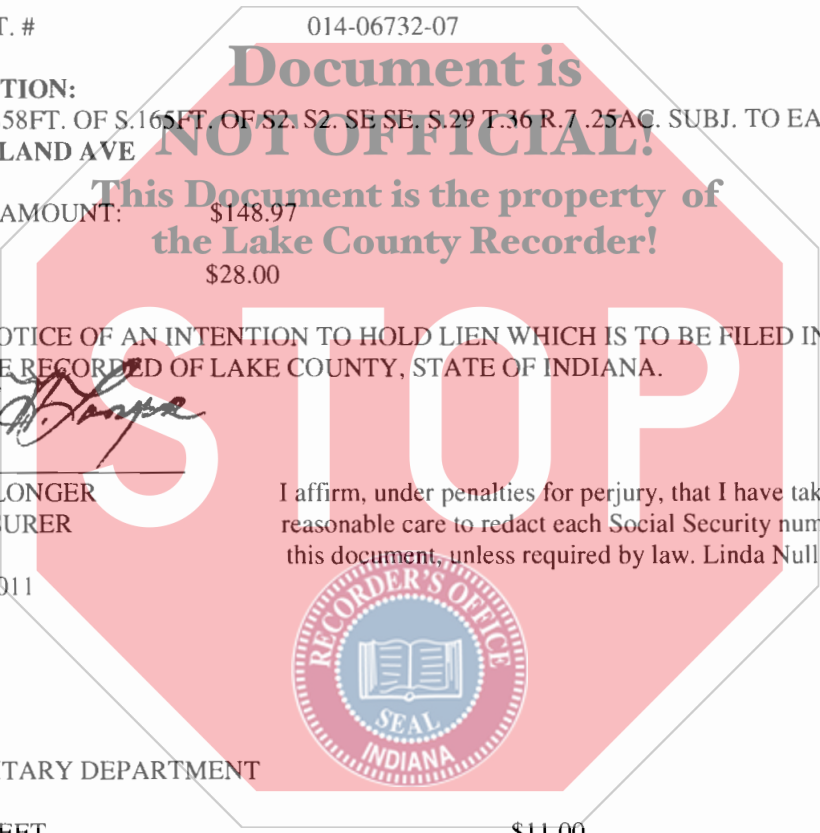 T. # 014-06732-07
Document is
TION:
58FT. OF S.165FT. OF S2. S2. SE SE. S.29 T.36 R.7 .25AC. SUBJ. TO EA
LAND AVE
NOT OFFICIAL!
This Document is the property of
AMOUNT: $148.97
the Lake County Recorder!
$28.00
OTICE OF AN INTENTION TO HOLD LIEN WHICH IS TO BE FILED IN
E RECORDED OF LAKE COUNTY, STATE OF INDIANA.
STOP
LONGER I affirm, under penalties for perjury, that I have tak
SURER reasonable care to redact each Social Security num
this document, unless required by law. Linda Null
011
RECORDER'S OFFICE
SEAL
INDIANA
TARY DEPARTMENT
$11.00